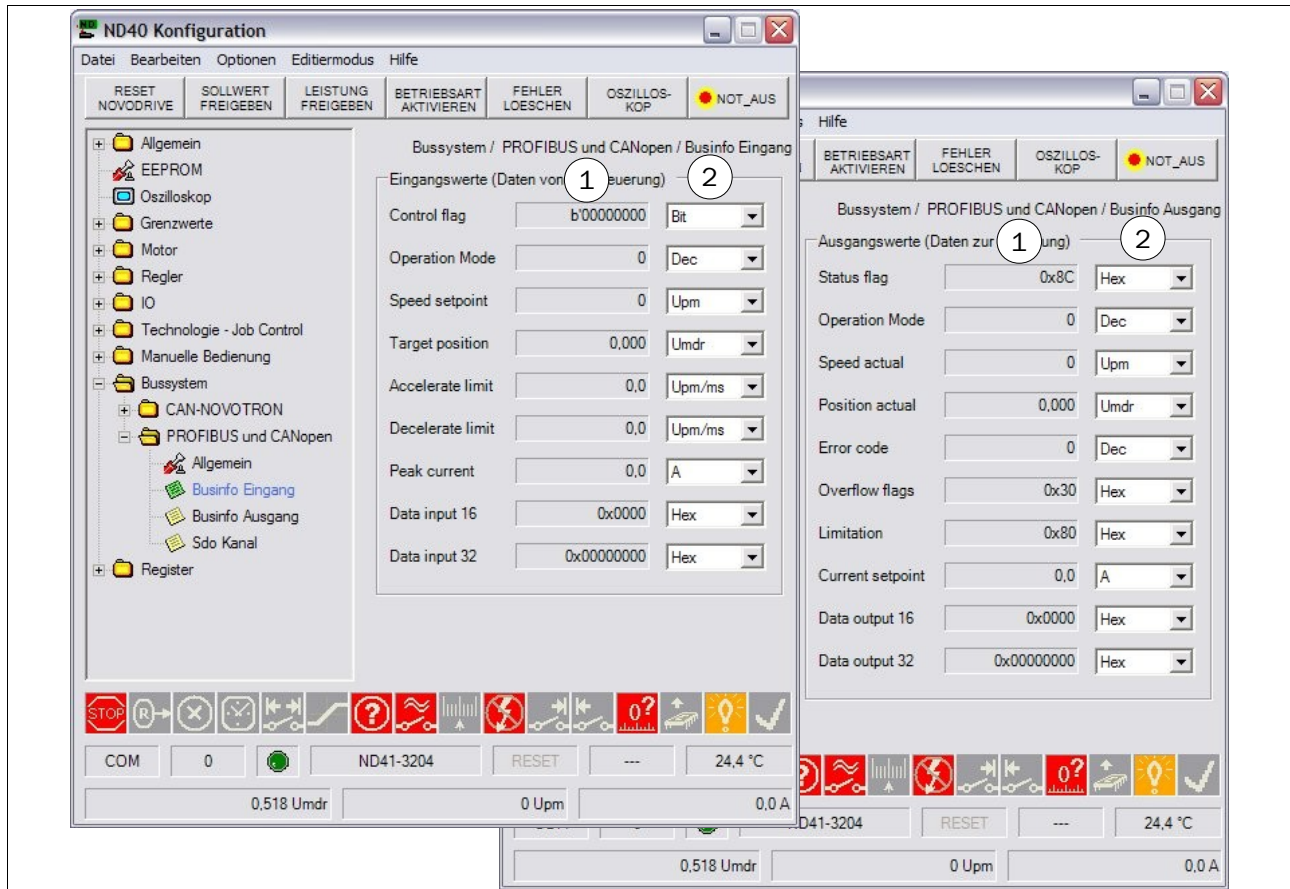 ND40 Konfiguration
Datei Bearbeiten Optionen Editiermodus Hilfe
RESET NOVODRIVE
SOLLWERT FREIGEBEN
LEISTUNG FREIGEBEN
BETRIEBSART AKTIVIEREN
FEHLER LOESCHEN
OSZILLOS-KOP
NOT_AUS
Allgemein
EEPROM
Oszilloskop
Grenzwerte
Motor
Regler
IO
Technologie - Job Control
Manuelle Bedienung
Bussystem
CAN-NOVOTRON
PROFIBUS und CANopen
Allgemein
Businfo Eingang
Businfo Ausgang
Sdo Kanal
Register
Bussystem / PROFIBUS und CANopen / Businfo Eingang
Eingangswerte (Daten von 1 euerung) 2
Control flag b'00000000 Bit
Operation Mode 0 Dec
Speed setpoint 0 Upm
Target position 0,000 Umdr
Accelerate limit 0,0 Upm/ms
Decelerate limit 0,0 Upm/ms
Peak current 0,0 A
Data input 16 0x0000 Hex
Data input 32 0x00000000 Hex
STOP R ? 0?
COM 0 ND41-3204 RESET --- 24,4 °C
0,518 Umdr 0 Upm 0,0 A
Hilfe
BETRIEBSART AKTIVIEREN
FEHLER LOESCHEN
OSZILLOS-KOP
NOT_AUS
Bussystem / PROFIBUS und CANopen / Businfo Ausgang
Ausgangswerte (Daten zur 1 ung) 2
Status flag 0x8C Hex
Operation Mode 0 Dec
Speed actual 0 Upm
Position actual 0,000 Umdr
Error code 0 Dec
Overflow flags 0x30 Hex
Limitation 0x80 Hex
Current setpoint 0,0 A
Data output 16 0x0000 Hex
Data output 32 0x00000000 Hex
0?
D41-3204 RESET --- 24,4 °C
0,518 Umdr 0 Upm 0,0 A